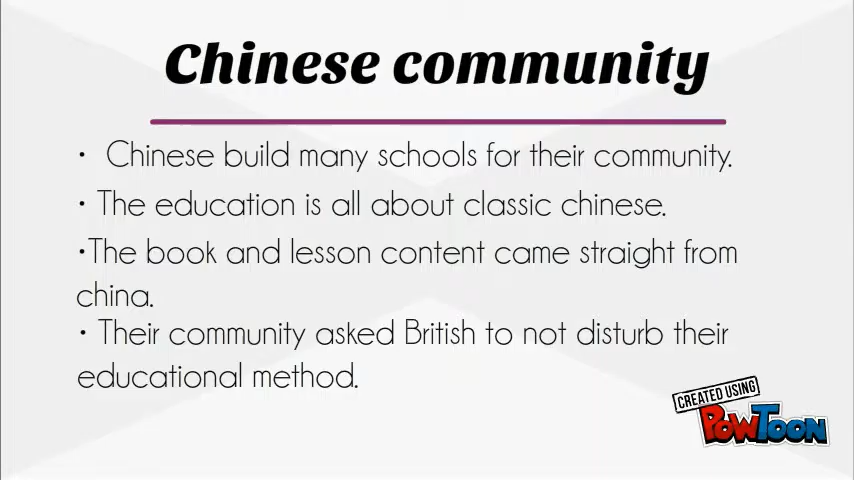 Chinese community
• Chinese build many schools for their community.
• The education is all about classic chinese.
•The book and lesson content came straight from
china.
• Their community asked British to not disturb their
educational method.
CREATED USING
POWTOON